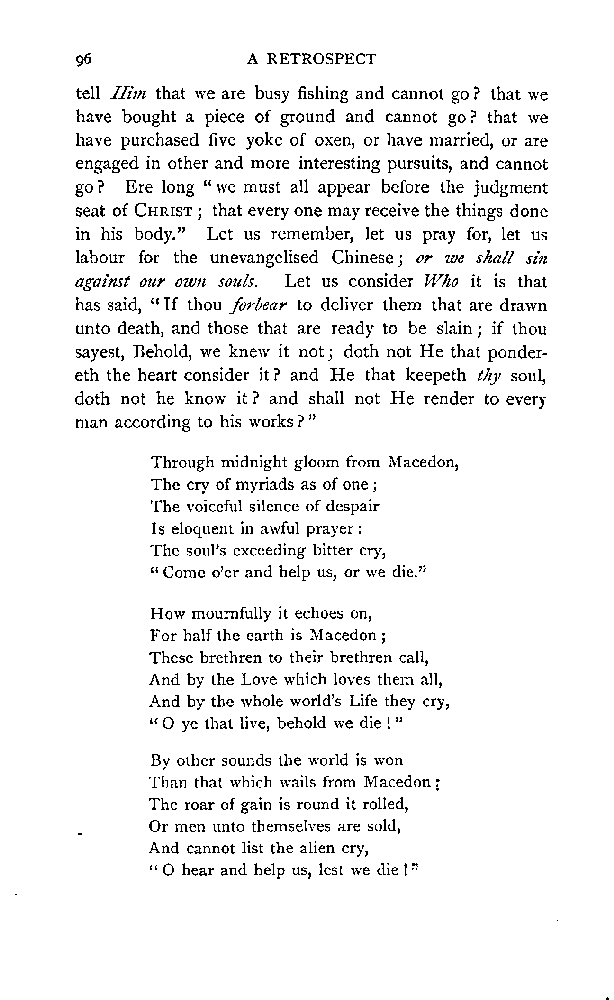 96 A RETROSPECT
tell Him that we are busy fishing and cannot go? that we
have bought a piece of ground and cannot go? that we
have purchased five yoke of oxen, or have married, or are
engaged in other and more interesting pursuits, and cannot
go? Ere long "we must all appear before the judgment
seat of CHRIST; that every one may receive the things done
in his body." Let us remember, let us pray for, let us
labour for the unevangelised Chinese; or we shall sin
against our own souls. Let us consider Who it is that
has said, "If thou forbear to deliver them that are drawn
unto death, and those that are ready to be slain; if thou
sayest, Behold, we knew it not; doth not He that ponder-
eth the heart consider it? and He that keepeth thy soul,
doth not he know it? and shall not He render to every
man according to his works?"
Through midnight gloom from Macedon,
The cry of myriads as of one;
The voiceful silence of despair
Is eloquent in awful prayer:
The soul's exceeding bitter cry,
"Come o'er and help us, or we die."
How mournfully it echoes on,
For half the earth is Macedon;
These brethren to their brethren call,
And by the Love which loves them all,
And by the whole world's Life they cry,
"O ye that live, behold we die!"
By other sounds the world is won
Than that which wails from Macedon;
The roar of gain is round it rolled,
Or men unto themselves are sold,
And cannot list the alien cry,
"O hear and help us, lest we die!"